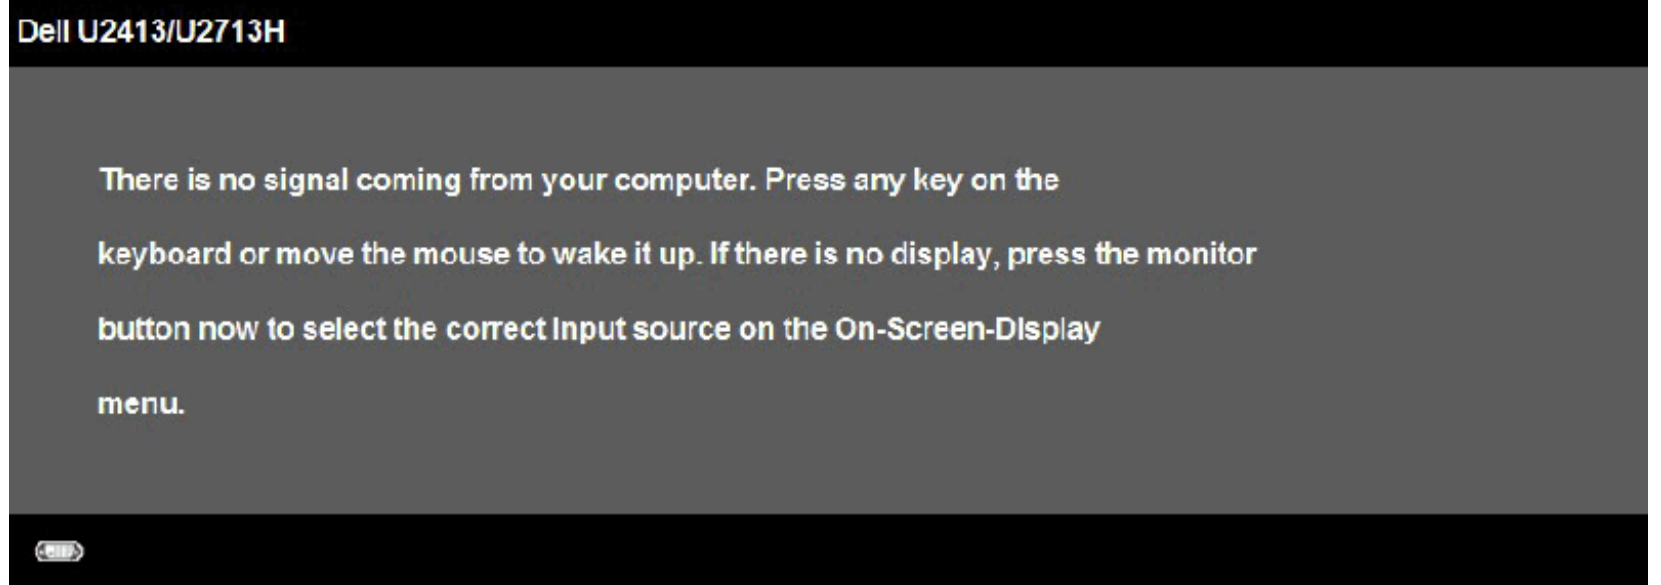 Dell U2413/U2713H
There is no signal coming from your computer. Press any key on the
keyboard or move the mouse to wake it up. If there is no display, press the monitor
button now to select the correct input source on the On-Screen-Display
menu.